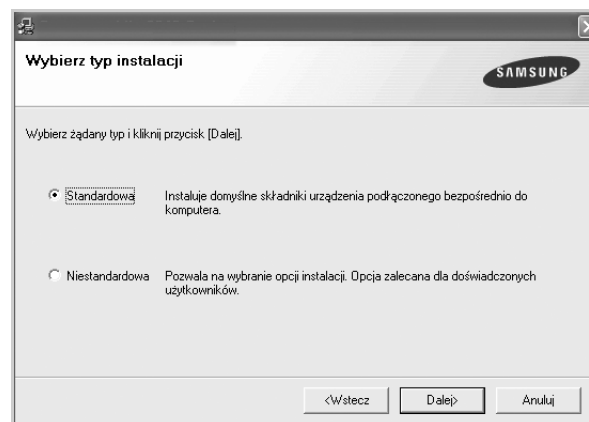 Wybierz typ instalacji
SAMSUNG
Wybierz żądany typ i kliknij przycisk [Dalej].
Standardowa
Instaluje domyślne składniki urządzenia podłączonego bezpośrednio do
komputera.
Niestandardowa
Pozwala na wybranie opcji instalacji. Opcja zalecana dla doświadczonych
użytkowników.
<Wstecz
Dalej>
Anuluj